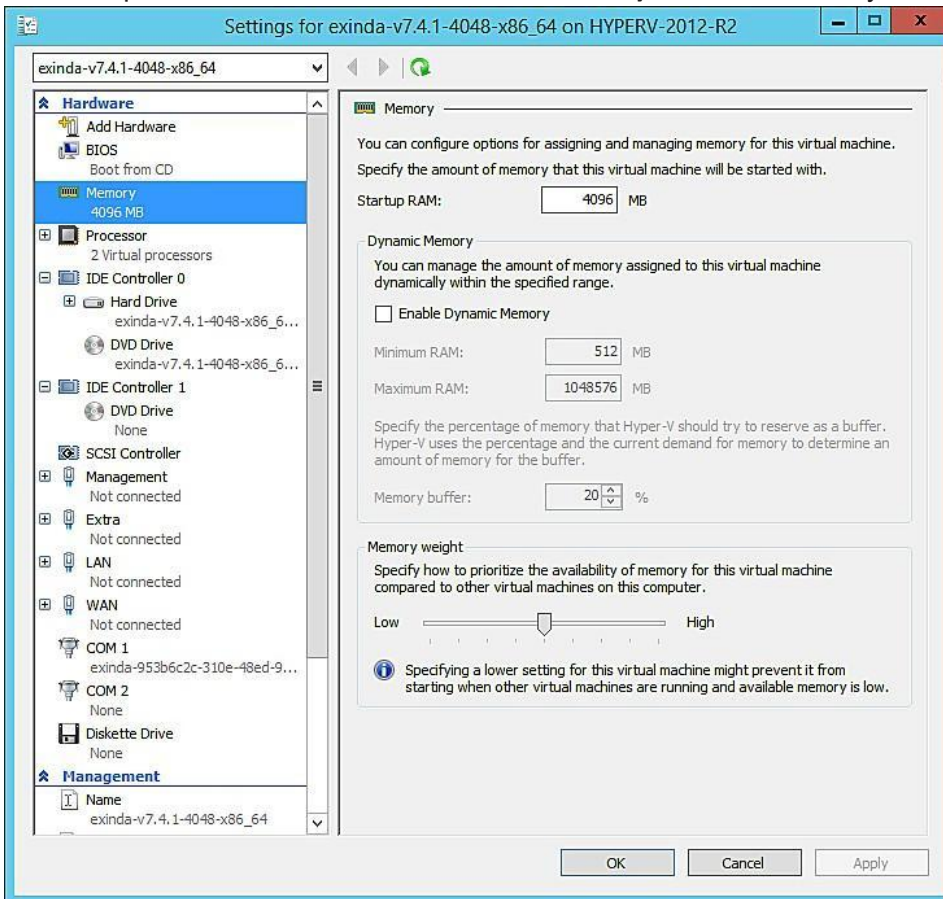 Settings for exinda-v7.4.1-4048-x86_64 on HYPERV-2012-R2
exinda-v7.4.1-4048-x86_64
Hardware
Add Hardware
BIOS
Boot from CD
Memory
4096 MB
Processor
2 Virtual processors
IDE Controller 0
Hard Drive
exinda-v7.4.1-4048-x86_6...
DVD Drive
exinda-v7.4.1-4048-x86_6...
IDE Controller 1
DVD Drive
None
SCSI Controller
Management
Not connected
Extra
Not connected
LAN
Not connected
WAN
Not connected
COM 1
exinda-953b6c2c-310e-48ed-9...
COM 2
None
Diskette Drive
None
Management
Name
exinda-v7.4.1-4048-x86_64
Memory
You can configure options for assigning and managing memory for this virtual machine.
Specify the amount of memory that this virtual machine will be started with.
Startup RAM: 4096 MB
Dynamic Memory
You can manage the amount of memory assigned to this virtual machine
dynamically within the specified range.
Enable Dynamic Memory
Minimum RAM: 512 MB
Maximum RAM: 1048576 MB
Specify the percentage of memory that Hyper-V should try to reserve as a buffer.
Hyper-V uses the percentage and the current demand for memory to determine an
amount of memory for the buffer.
Memory buffer: 20 %
Memory weight
Specify how to prioritize the availability of memory for this virtual machine
compared to other virtual machines on this computer.
Low High
Specifying a lower setting for this virtual machine might prevent it from
starting when other virtual machines are running and available memory is low.
OK Cancel Apply